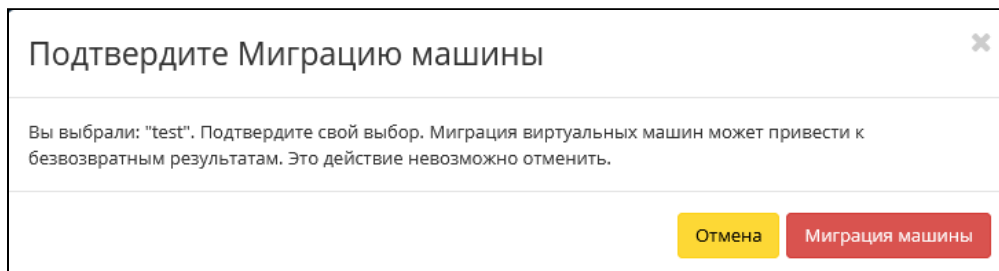 Подтвердите Миграцию машины
Вы выбрали: "test". Подтвердите свой выбор. Миграция виртуальных машин может привести к
безвозвратным результатам. Это действие невозможно отменить.
Отмена
Миграция машины